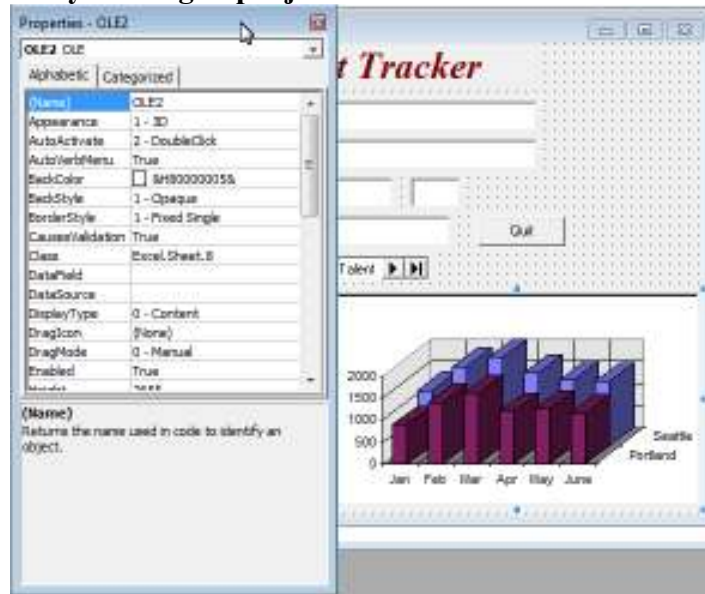 Properties - OLE2
OLE2 OLE
Alphabetic Categorized
(Name) OLE2
Appearance 1 - 3D
AutoActivate 2 - DoubleClick
AutoVerbMenu True
BackColor &H80000005&
BackStyle 1 - Opaque
BorderStyle 1 - Fixed Single
CausesValidation True
Class Excel.Sheet.8
DataField
DataSource
DisplayType 0 - Content
DragIcon (None)
DragMode 0 - Manual
Enabled True
(Name)
Returns the name used in code to identify an
object.
t Tracker
Quit
Talent
2000
1500
1000
500
0
Jan Feb Mar Apr May June
Portland
Seattle